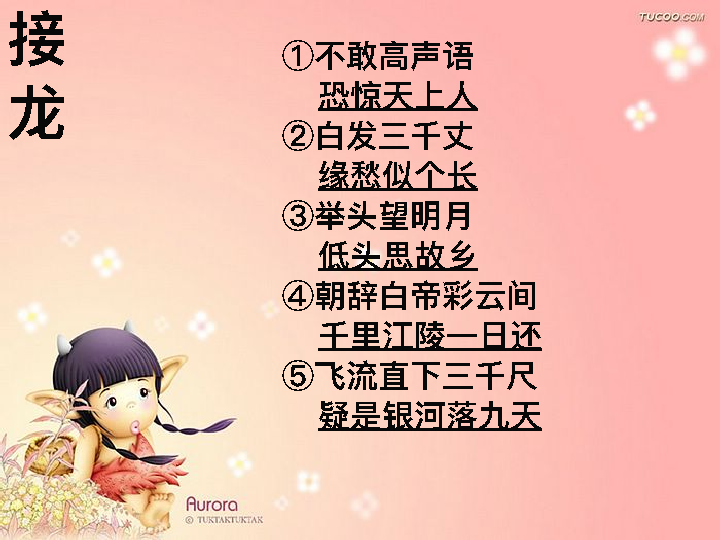 接龙
①不敢高声语
恐惊天上人
②白发三千丈
缘愁似个长
③举头望明月
低头思故乡
④朝辞白帝彩云间
千里江陵一日还
⑤飞流直下三千尺
疑是银河落九天
TUCOO.COM
Aurora
© TUKTAKTUKTAK